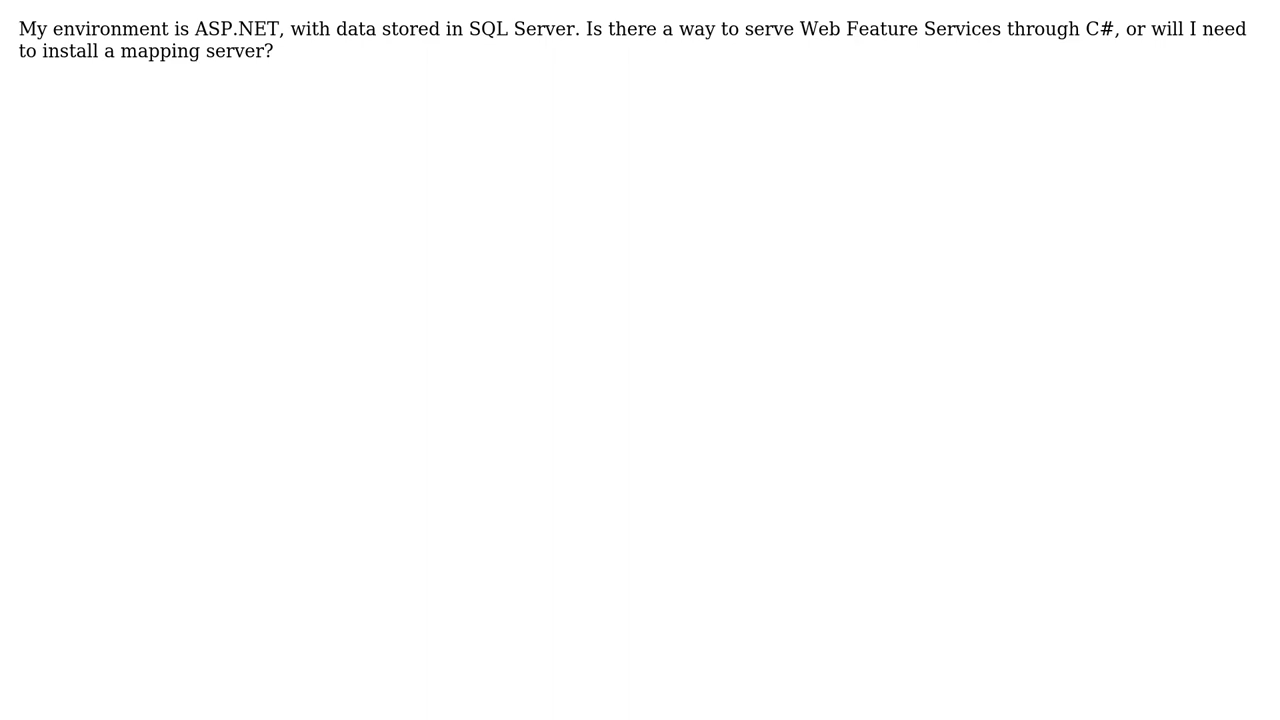 My environment is ASP.NET, with data stored in SQL Server. Is there a way to serve Web Feature Services through C#, or will I need
to install a mapping server?